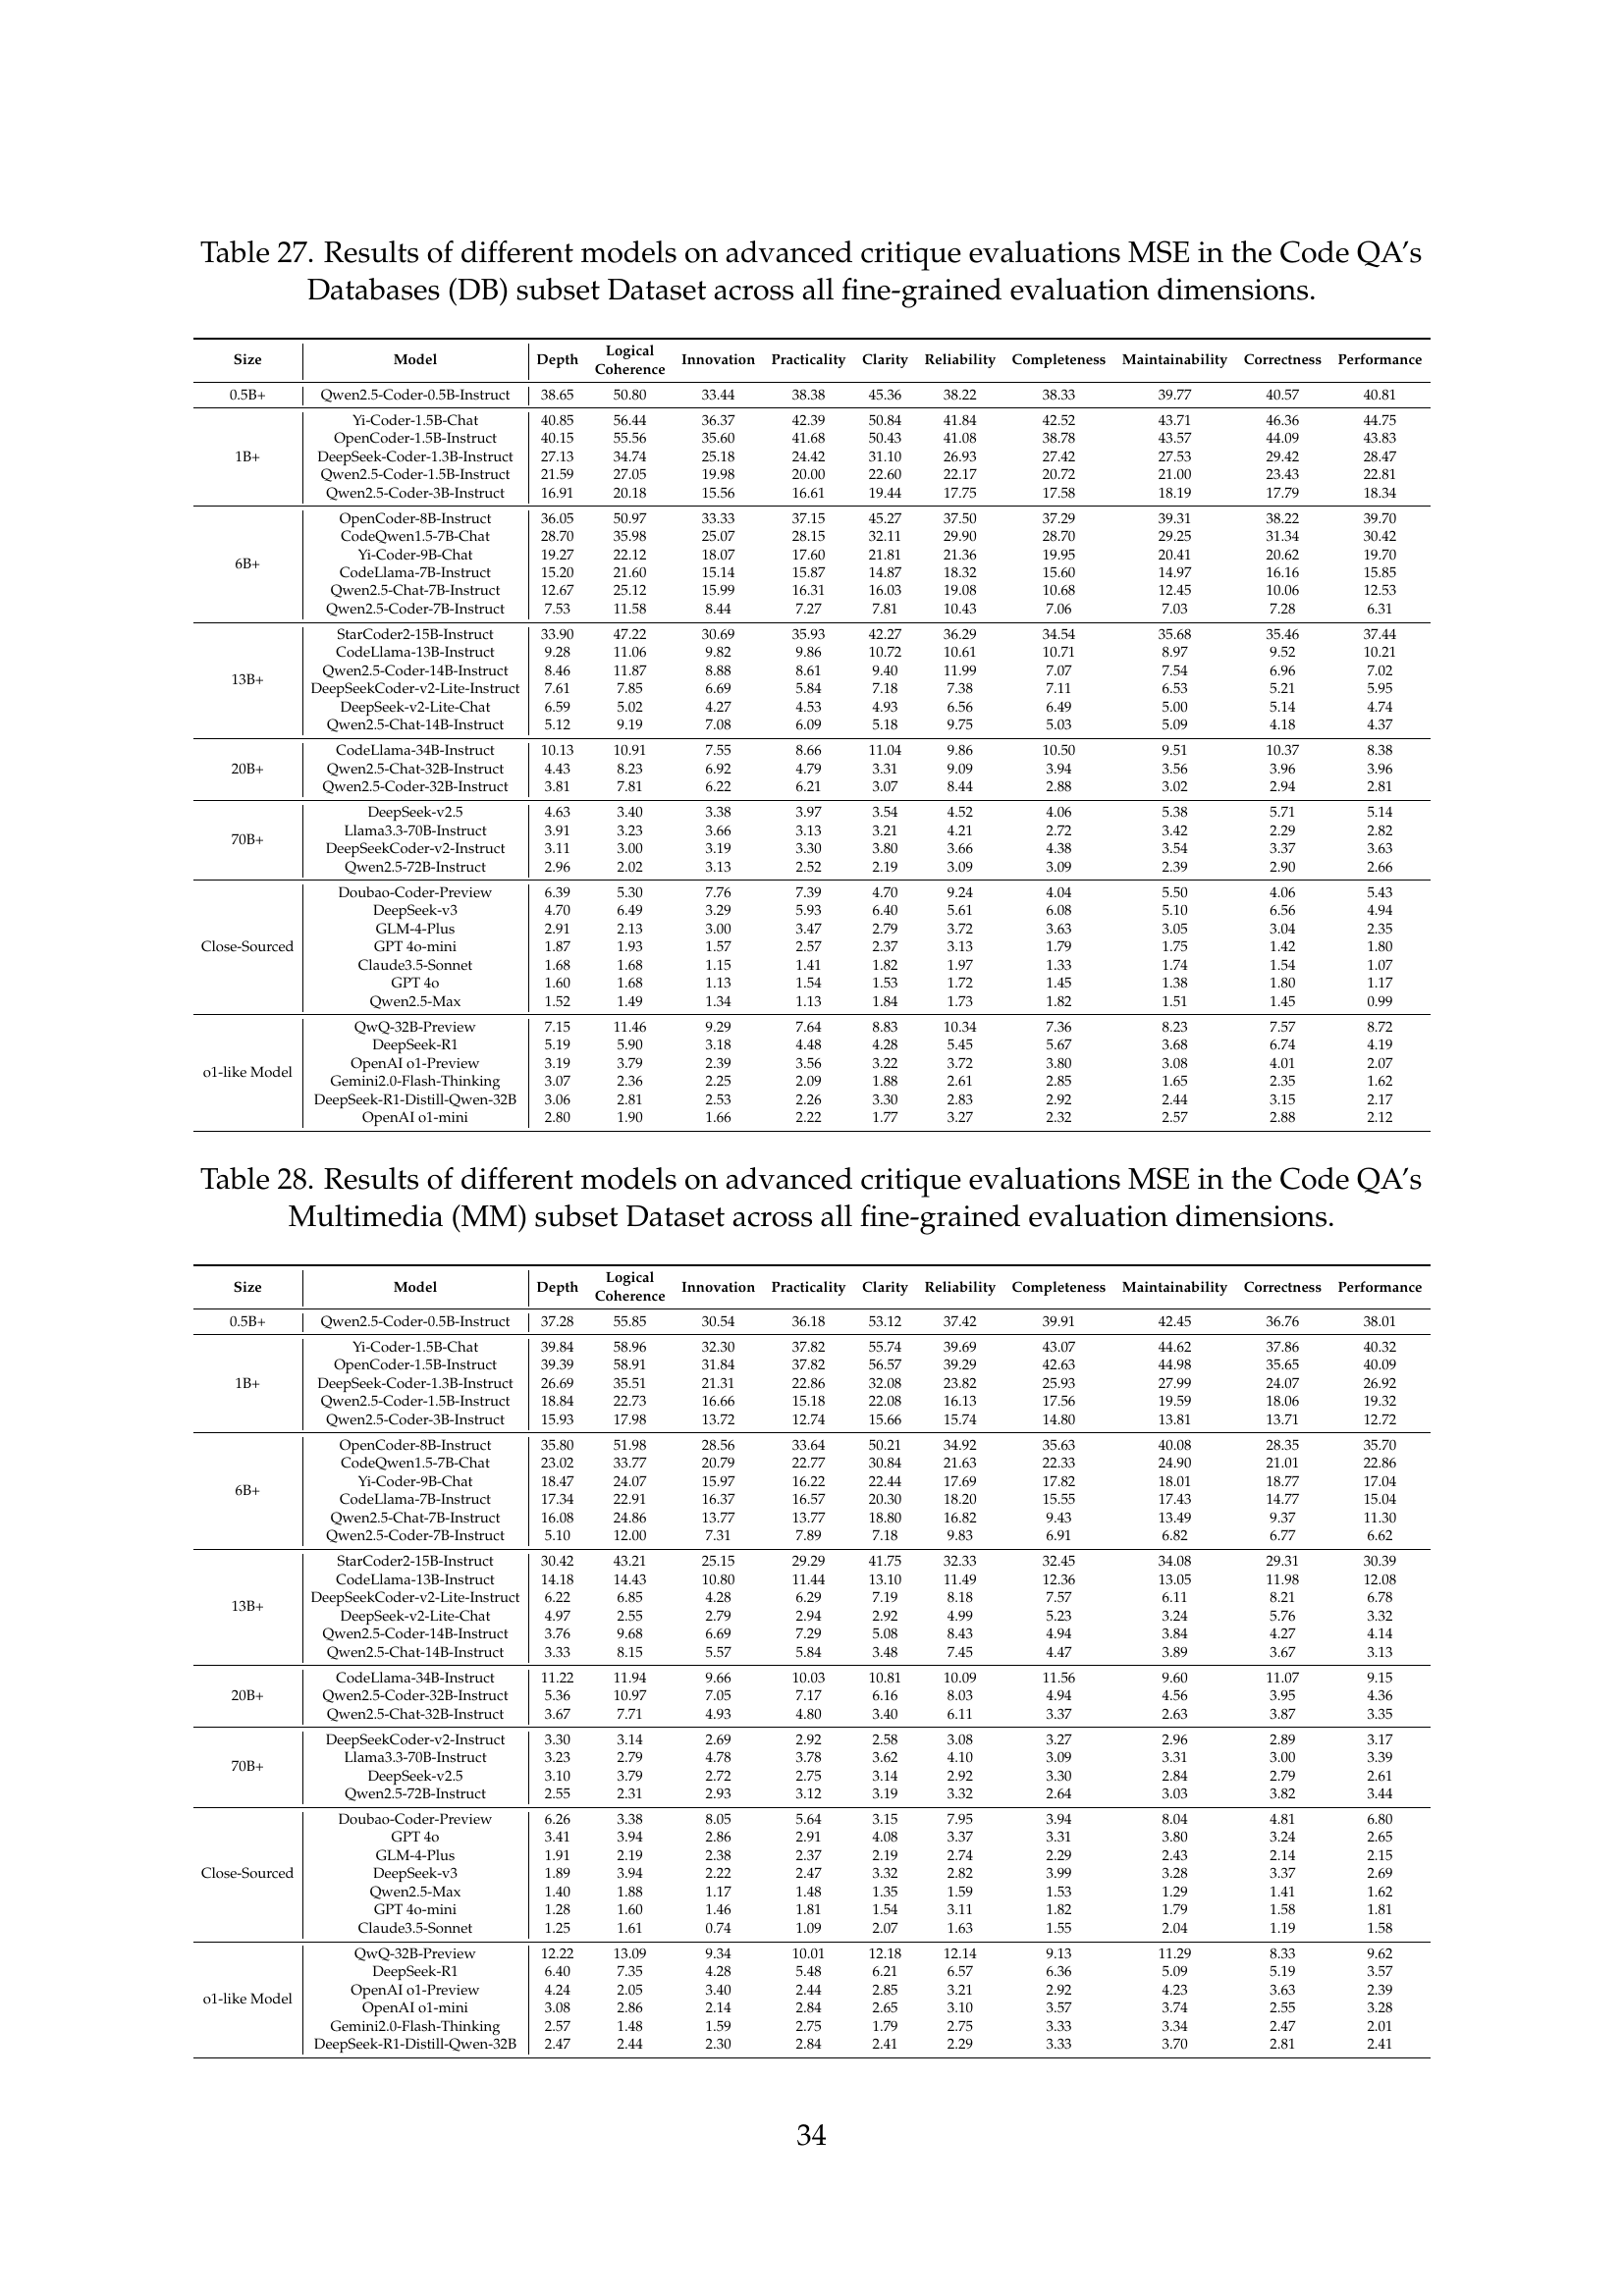 Table 27. Results of different models on advanced critique evaluations MSE in the Code QA's
Databases (DB) subset Dataset across all fine-grained evaluation dimensions.
Size Model Depth Logical Coherence Innovation Practicality Clarity Reliability Completeness Maintainability Correctness Performance
0.5B+ Qwen2.5-Coder-0.5B-Instruct 38.65 50.80 33.44 38.38 45.36 38.22 38.33 39.77 40.57 40.81
1B+
Yi-Coder-1.5B-Chat 40.85 56.44 36.37 42.39 50.84 41.84 42.52 43.71 46.36 44.75
OpenCoder-1.5B-Instruct 40.15 55.56 35.60 41.68 50.43 41.08 38.78 43.57 44.09 43.83
DeepSeek-Coder-1.3B-Instruct 27.13 34.74 25.18 24.42 31.10 26.93 27.42 27.53 29.42 28.47
Qwen2.5-Coder-1.5B-Instruct 21.59 27.05 19.98 20.00 22.60 22.17 20.72 21.00 23.43 22.81
Qwen2.5-Coder-3B-Instruct 16.91 20.18 15.56 16.61 19.44 17.75 17.58 18.19 17.79 18.34
6B+
OpenCoder-8B-Instruct 36.05 50.97 33.33 37.15 45.27 37.50 37.29 39.31 38.22 39.70
CodeQwen1.5-7B-Chat 28.70 35.98 25.07 28.15 32.11 29.90 28.70 29.25 31.34 30.42
Yi-Coder-9B-Chat 19.27 22.12 18.07 17.60 21.81 21.36 19.95 20.41 20.62 19.70
CodeLlama-7B-Instruct 15.20 21.60 15.14 15.87 14.87 18.32 15.60 14.97 16.16 15.85
Qwen2.5-Chat-7B-Instruct 12.67 25.12 15.99 16.31 16.03 19.08 10.68 12.45 10.06 12.53
Qwen2.5-Coder-7B-Instruct 7.53 11.58 8.44 7.27 7.81 10.43 7.06 7.03 7.28 6.31
13B+
StarCoder2-15B-Instruct 33.90 47.22 30.69 35.93 42.27 36.29 34.54 35.68 35.46 37.44
CodeLlama-13B-Instruct 9.28 11.06 9.82 9.86 10.72 10.61 10.71 8.97 9.52 10.21
Qwen2.5-Coder-14B-Instruct 8.46 11.87 8.88 8.61 9.40 11.99 7.07 7.54 6.96 7.02
DeepSeekCoder-v2-Lite-Instruct 7.61 7.85 6.69 5.84 7.18 7.38 7.11 6.53 5.21 5.95
DeepSeek-v2-Lite-Chat 6.59 5.02 4.27 4.53 4.93 6.56 6.49 5.00 5.14 4.74
Qwen2.5-Chat-14B-Instruct 5.12 9.19 7.08 6.09 5.18 9.75 5.03 5.09 4.18 4.37
20B+
CodeLlama-34B-Instruct 10.13 10.91 7.55 8.66 11.04 9.86 10.50 9.51 10.37 8.38
Qwen2.5-Chat-32B-Instruct 4.43 8.23 6.92 4.79 3.31 9.09 3.94 3.56 3.96 3.96
Qwen2.5-Coder-32B-Instruct 3.81 7.81 6.22 6.21 3.07 8.44 2.88 3.02 2.94 2.81
70B+
DeepSeek-v2.5 4.63 3.40 3.38 3.97 3.54 4.52 4.06 5.38 5.71 5.14
Llama3.3-70B-Instruct 3.91 3.23 3.66 3.13 3.21 4.21 2.72 3.42 2.29 2.82
DeepSeekCoder-v2-Instruct 3.11 3.00 3.19 3.30 3.80 3.66 4.38 3.54 3.37 3.63
Qwen2.5-72B-Instruct 2.96 2.02 3.13 2.52 2.19 3.09 3.09 2.39 2.90 2.66
Close-Sourced
Doubao-Coder-Preview 6.39 5.30 7.76 7.39 4.70 9.24 4.04 5.50 4.06 5.43
DeepSeek-v3 4.70 6.49 3.29 5.93 6.40 5.61 6.08 5.10 6.56 4.94
GLM-4-Plus 2.91 2.13 3.00 3.47 2.79 3.72 3.63 3.05 3.04 2.35
GPT 4o-mini 1.87 1.93 1.57 2.57 2.37 3.13 1.79 1.75 1.42 1.80
Claude3.5-Sonnet 1.68 1.68 1.15 1.41 1.82 1.97 1.33 1.74 1.54 1.07
GPT 4o 1.60 1.68 1.13 1.54 1.53 1.72 1.45 1.38 1.80 1.17
Qwen2.5-Max 1.52 1.49 1.34 1.13 1.84 1.73 1.82 1.51 1.45 0.99
o1-like Model
QwQ-32B-Preview 7.15 11.46 9.29 7.64 8.83 10.34 7.36 8.23 7.57 8.72
DeepSeek-R1 5.19 5.90 3.18 4.48 4.28 5.45 5.67 3.68 6.74 4.19
OpenAI o1-Preview 3.19 3.79 2.39 3.56 3.22 3.72 3.80 3.08 4.01 2.07
Gemini2.0-Flash-Thinking 3.07 2.36 2.25 2.09 1.88 2.61 2.85 1.65 2.35 1.62
DeepSeek-R1-Distill-Qwen-32B 3.06 2.81 2.53 2.26 3.30 2.83 2.92 2.44 3.15 2.17
OpenAI o1-mini 2.80 1.90 1.66 2.22 1.77 3.27 2.32 2.57 2.88 2.12
Table 28. Results of different models on advanced critique evaluations MSE in the Code QA's
Multimedia (MM) subset Dataset across all fine-grained evaluation dimensions.
Size Model Depth Logical Coherence Innovation Practicality Clarity Reliability Completeness Maintainability Correctness Performance
0.5B+ Qwen2.5-Coder-0.5B-Instruct 37.28 55.85 30.54 36.18 53.12 37.42 39.91 42.45 36.76 38.01
1B+
Yi-Coder-1.5B-Chat 39.84 58.96 32.30 37.82 55.74 39.69 43.07 44.62 37.86 40.32
OpenCoder-1.5B-Instruct 39.39 58.91 31.84 37.82 56.57 39.29 42.63 44.98 35.65 40.09
DeepSeek-Coder-1.3B-Instruct 26.69 35.51 21.31 22.86 32.08 23.82 25.93 27.99 24.07 26.92
Qwen2.5-Coder-1.5B-Instruct 18.84 22.73 16.66 15.18 22.08 16.13 17.56 19.59 18.06 19.32
Qwen2.5-Coder-3B-Instruct 15.93 17.98 13.72 12.74 15.66 15.74 14.80 13.81 13.71 12.72
6B+
OpenCoder-8B-Instruct 35.80 51.98 28.56 33.64 50.21 34.92 35.63 40.08 28.35 35.70
CodeQwen1.5-7B-Chat 23.02 33.77 20.79 22.77 30.84 21.63 22.33 24.90 21.01 22.86
Yi-Coder-9B-Chat 18.47 24.07 15.97 16.22 22.44 17.69 17.82 18.01 18.77 17.04
CodeLlama-7B-Instruct 17.34 22.91 16.37 16.57 20.30 18.20 15.55 17.43 14.77 15.04
Qwen2.5-Chat-7B-Instruct 16.08 24.86 13.77 13.77 18.80 16.82 9.43 13.49 9.37 11.30
Qwen2.5-Coder-7B-Instruct 5.10 12.00 7.31 7.89 7.18 9.83 6.91 6.82 6.77 6.62
13B+
StarCoder2-15B-Instruct 30.42 43.21 25.15 29.29 41.75 32.33 32.45 34.08 29.31 30.39
CodeLlama-13B-Instruct 14.18 14.43 10.80 11.44 13.10 11.49 12.36 13.05 11.98 12.08
DeepSeekCoder-v2-Lite-Instruct 6.22 6.85 4.28 6.29 7.19 8.18 7.57 6.11 8.21 6.78
DeepSeek-v2-Lite-Chat 4.97 2.55 2.79 2.94 2.92 4.99 5.23 3.24 5.76 3.32
Qwen2.5-Coder-14B-Instruct 3.76 9.68 6.69 7.29 5.08 8.43 4.94 3.84 4.27 4.14
Qwen2.5-Chat-14B-Instruct 3.33 8.15 5.57 5.84 3.48 7.45 4.47 3.89 3.67 3.13
20B+
CodeLlama-34B-Instruct 11.22 11.94 9.66 10.03 10.81 10.09 11.56 9.60 11.07 9.15
Qwen2.5-Coder-32B-Instruct 5.36 10.97 7.05 7.17 6.16 8.03 4.94 4.56 3.95 4.36
Qwen2.5-Chat-32B-Instruct 3.67 7.71 4.93 4.80 3.40 6.11 3.37 2.63 3.87 3.35
70B+
DeepSeekCoder-v2-Instruct 3.30 3.14 2.69 2.92 2.58 3.08 3.27 2.96 2.89 3.17
Llama3.3-70B-Instruct 3.23 2.79 4.78 3.78 3.62 4.10 3.09 3.31 3.00 3.39
DeepSeek-v2.5 3.10 3.79 2.72 2.75 3.14 2.92 3.30 2.84 2.79 2.61
Qwen2.5-72B-Instruct 2.55 2.31 2.93 3.12 3.19 3.32 2.64 3.03 3.82 3.44
Close-Sourced
Doubao-Coder-Preview 6.26 3.38 8.05 5.64 3.15 7.95 3.94 8.04 4.81 6.80
GPT 4o 3.41 3.94 2.86 2.91 4.08 3.37 3.31 3.80 3.24 2.65
GLM-4-Plus 1.91 2.19 2.38 2.37 2.19 2.74 2.29 2.43 2.14 2.15
DeepSeek-v3 1.89 3.94 2.22 2.47 3.32 2.82 3.99 3.28 3.37 2.69
Qwen2.5-Max 1.40 1.88 1.17 1.48 1.35 1.59 1.53 1.29 1.41 1.62
GPT 4o-mini 1.28 1.60 1.46 1.81 1.54 3.11 1.82 1.79 1.58 1.81
Claude3.5-Sonnet 1.25 1.61 0.74 1.09 2.07 1.63 1.55 2.04 1.19 1.58
o1-like Model
QwQ-32B-Preview 12.22 13.09 9.34 10.01 12.18 12.14 9.13 11.29 8.33 9.62
DeepSeek-R1 6.40 7.35 4.28 5.48 6.21 6.57 6.36 5.09 5.19 3.57
OpenAI o1-Preview 4.24 2.05 3.40 2.44 2.85 3.21 2.92 4.23 3.63 2.39
OpenAI o1-mini 3.08 2.86 2.14 2.84 2.65 3.10 3.57 3.74 2.55 3.28
Gemini2.0-Flash-Thinking 2.57 1.48 1.59 2.75 1.79 2.75 3.33 3.34 2.47 2.01
DeepSeek-R1-Distill-Qwen-32B 2.47 2.44 2.30 2.84 2.41 2.29 3.33 3.70 2.81 2.41
34